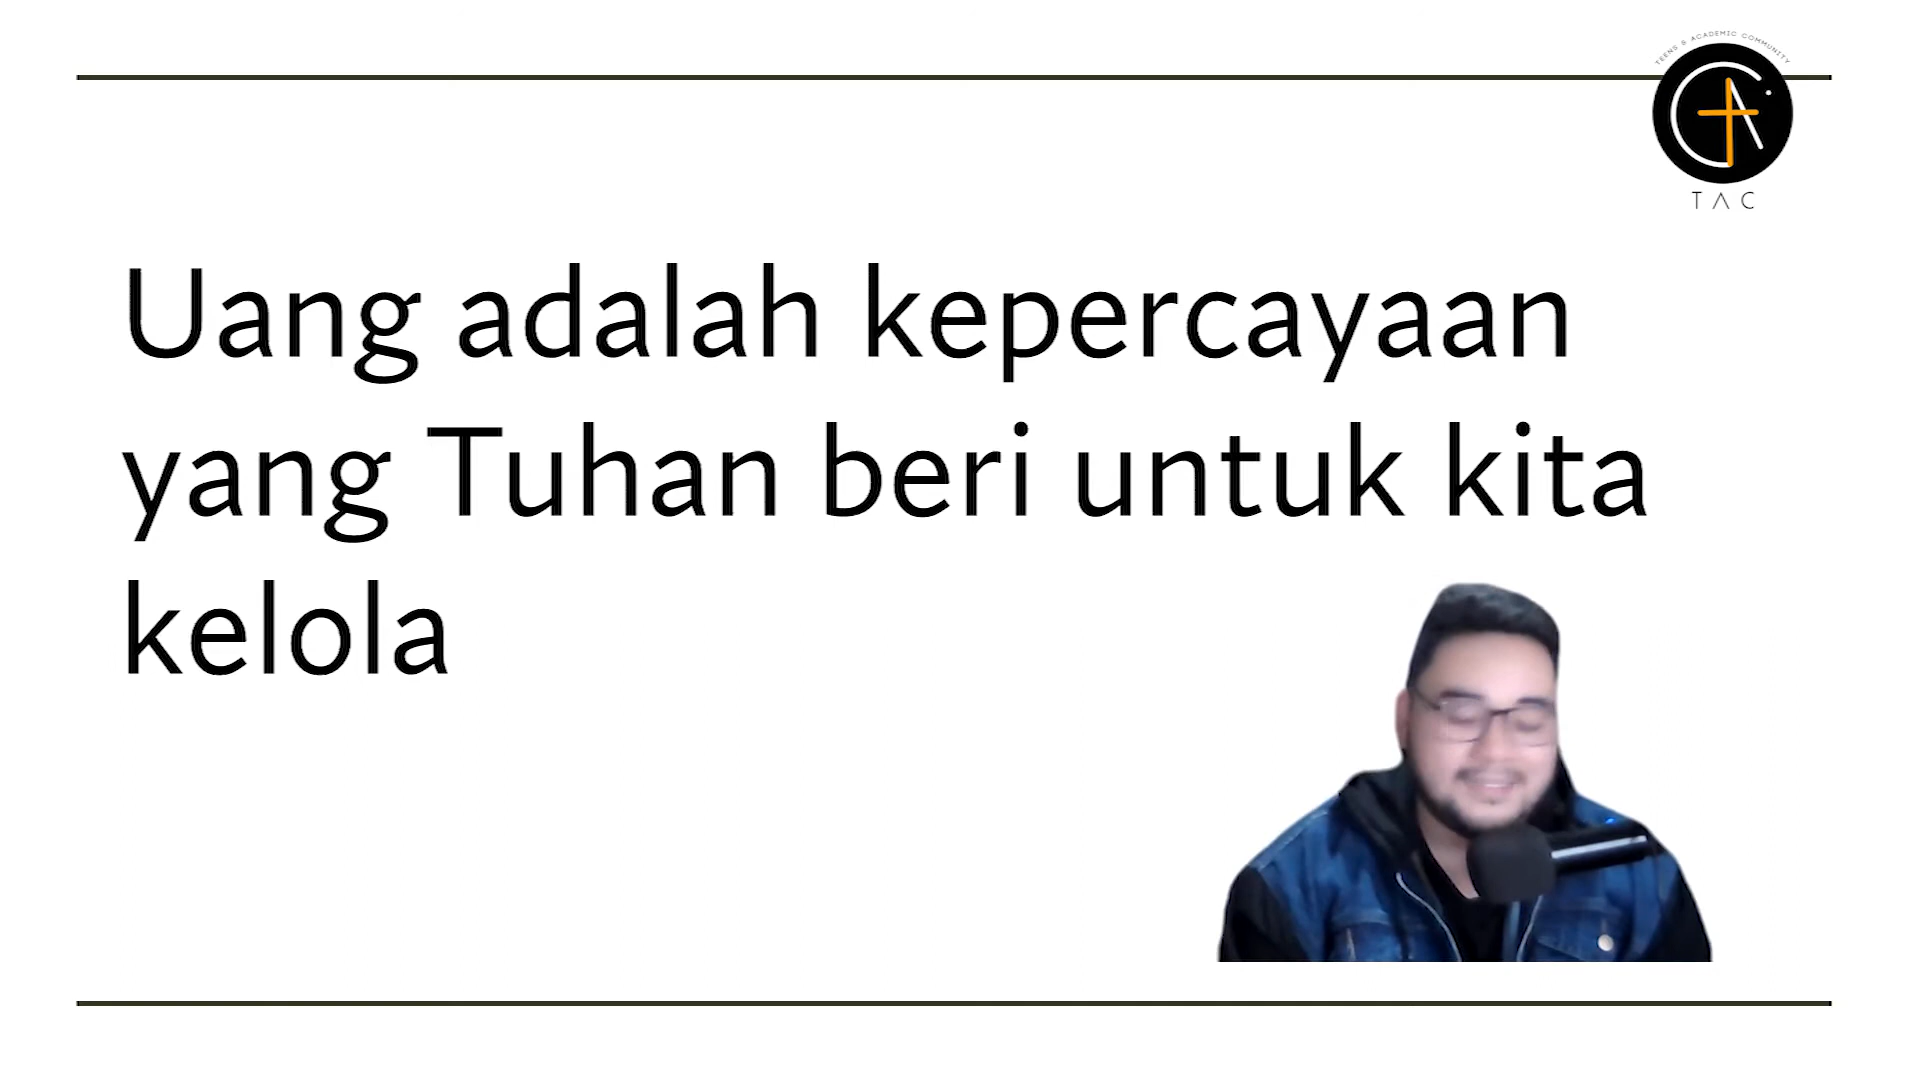 TEENS & ACADEMIC COMMUNITY
TAC
Uang adalah kepercayaan
yang Tuhan beri untuk kita
kelola